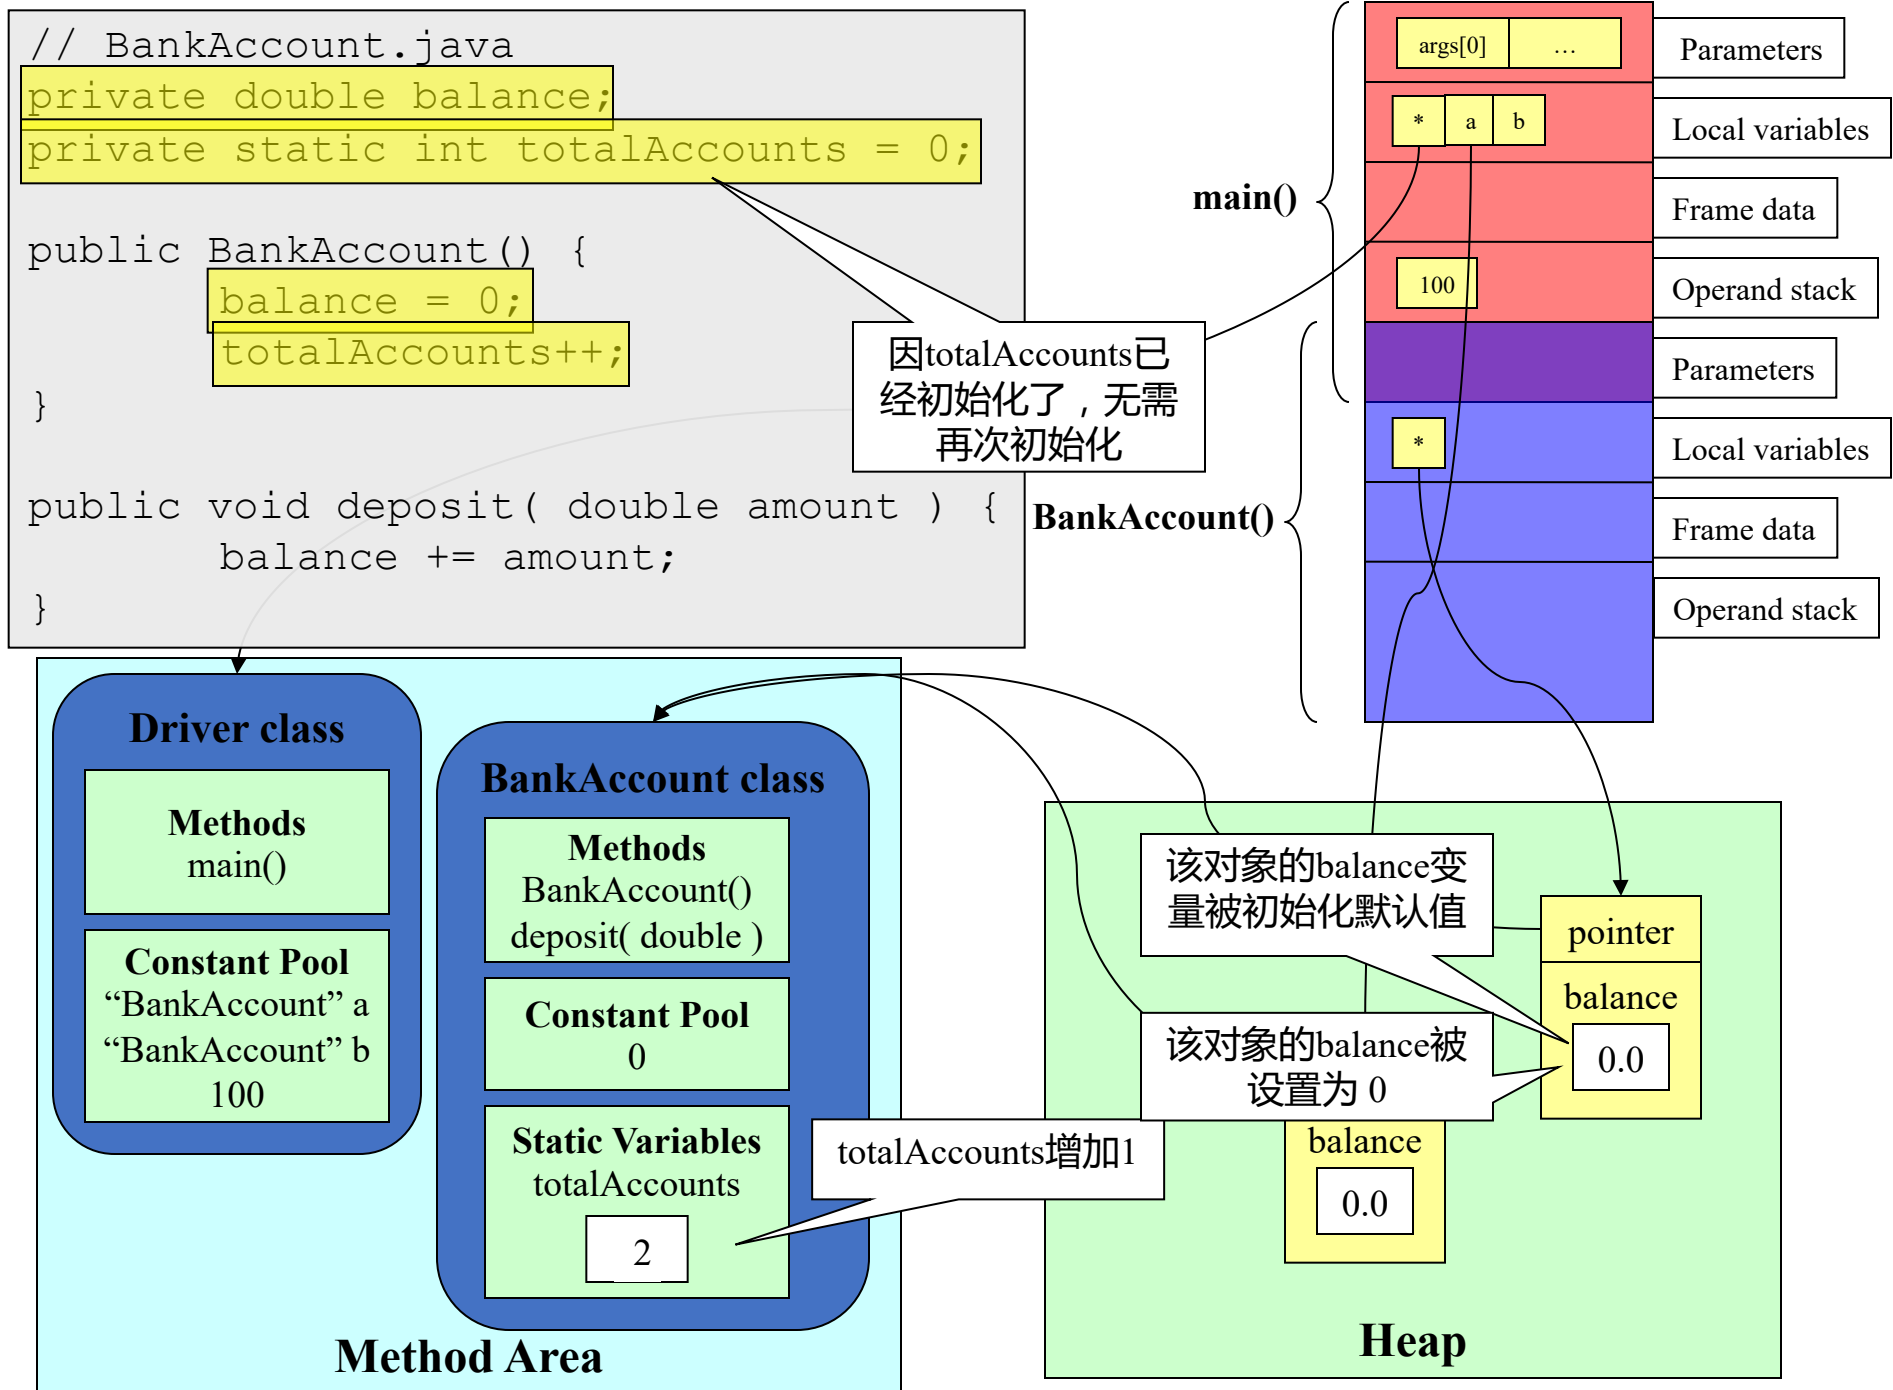 // BankAccount.java
private double balance;
private static int totalAccounts = 0;
public BankAccount() {
balance = 0;
totalAccounts++;
}
public void deposit( double amount ) {
balance += amount;
}
因totalAccounts已
经初始化了，无需
再次初始化
main()
BankAccount()
args[0]
...
Parameters
*
a
b
Local variables
Frame data
100
Operand stack
Parameters
*
Local variables
Frame data
Operand stack
Driver class
Methods
main()
Constant Pool
“BankAccount” a
“BankAccount” b
100
BankAccount class
Methods
BankAccount()
deposit( double )
Constant Pool
0
Static Variables
totalAccounts
2
totalAccounts增加1
Method Area
该对象的balance变
量被初始化默认值
该对象的balance被
设置为 0
pointer
balance
0.0
balance
0.0
Heap